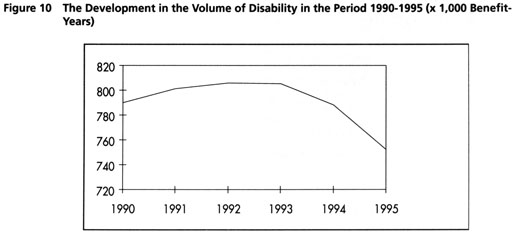 Figure 10 The Development in the Volume of Disability in the Period 1990-1995 (x 1,000 Benefit-
Years)
820
800
780
760
740
720
1990 1991 1992 1993 1994 1995